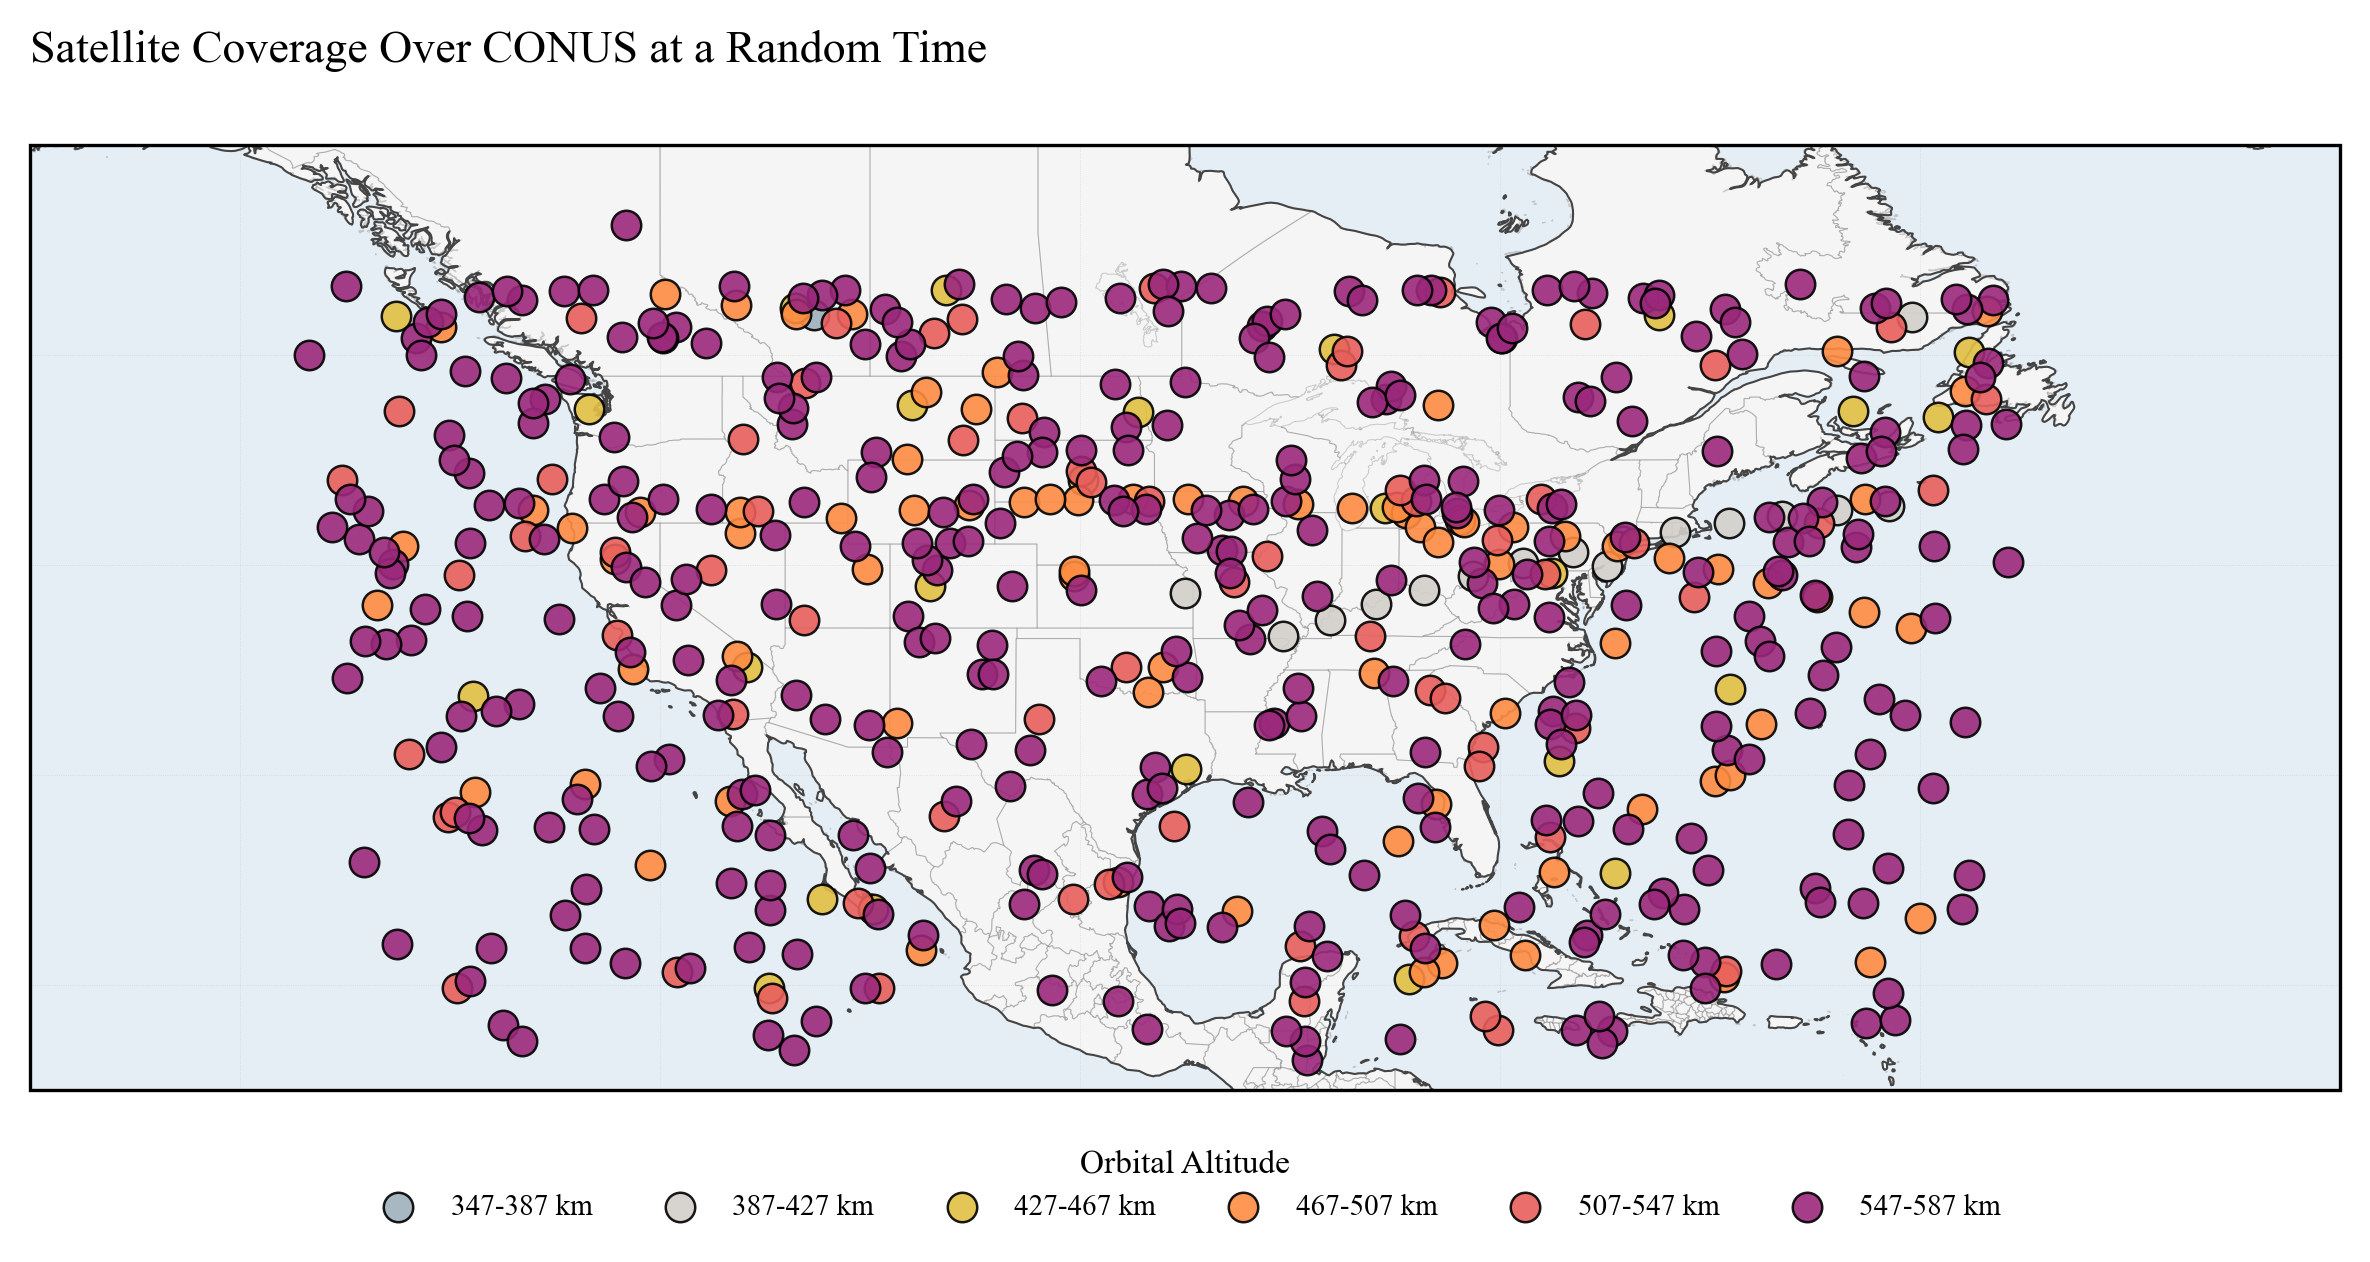 Satellite Coverage Over CONUS at a Random Time
Orbital Altitude
347-387 km 387-427 km 427-467 km 467-507 km 507-547 km 547-587 km